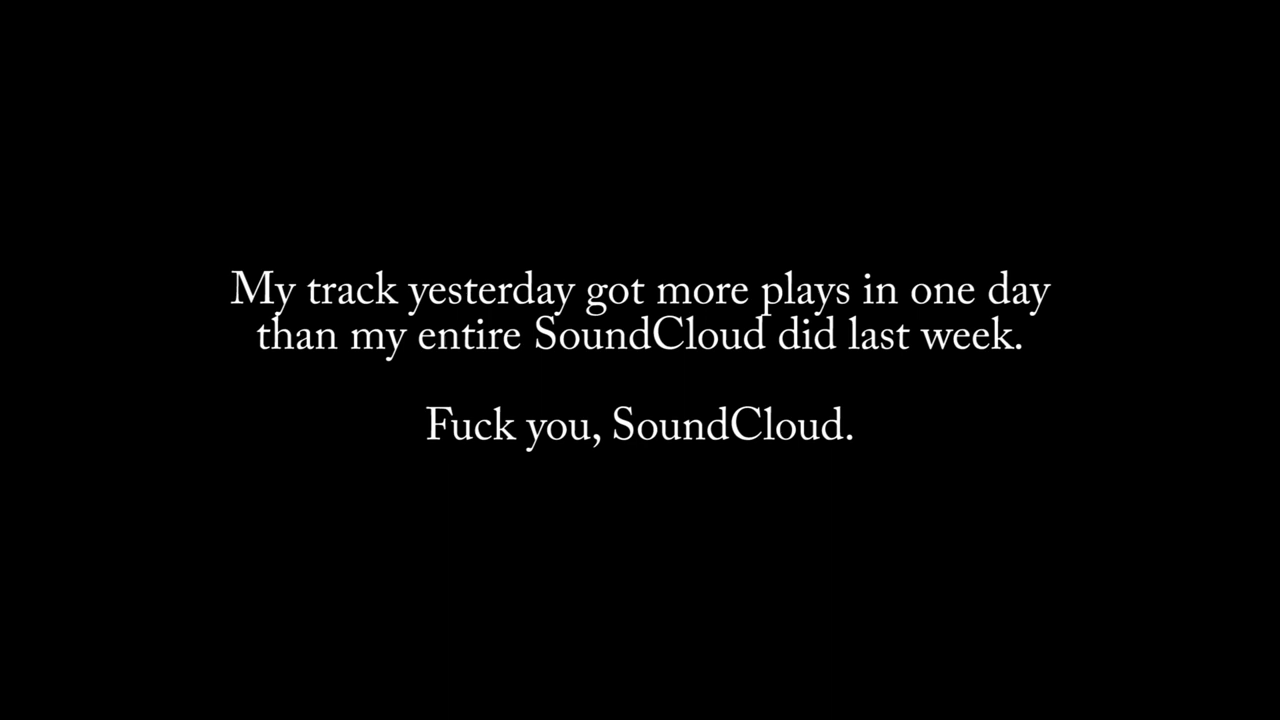 My track yesterday got more plays in one day
than my entire SoundCloud did last week.
Fuck you, SoundCloud.